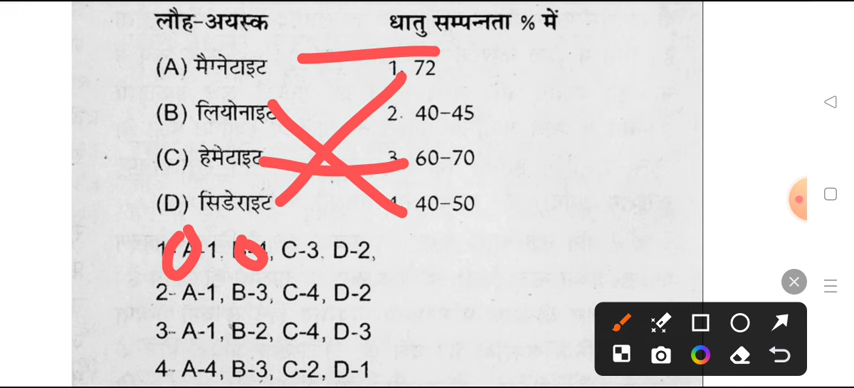 लौह-अयस्क धातु सम्पन्नता % में
(A) मैग्नेटाइट 1. 72
(B) लियोनाइट 2. 40-45
(C) हेमेटाइट 3. 60-70
(D) सिडेराइट 4. 40-50
1- A-1, B-4, C-3, D-2,
2- A-1, B-3, C-4, D-2
3- A-1, B-2, C-4, D-3
4- A-4, B-3, C-2, D-1